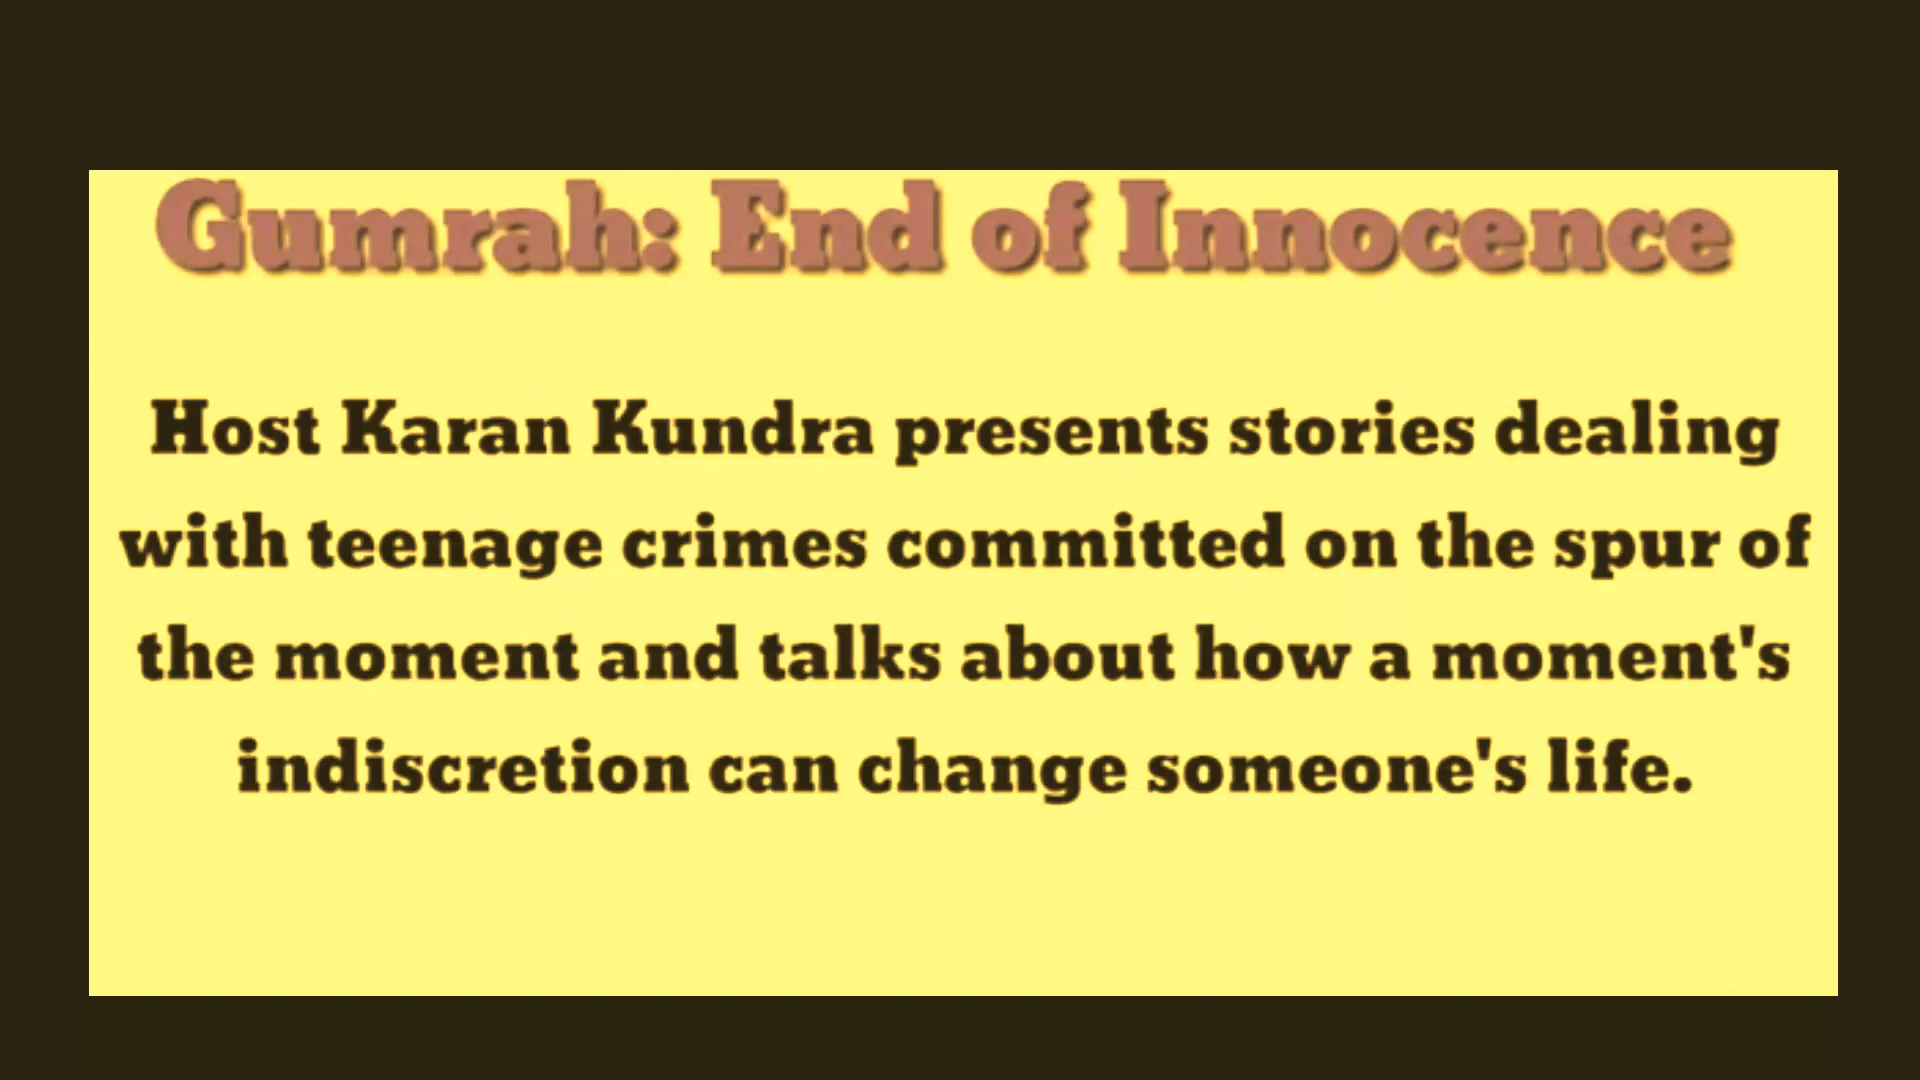 Gumrah: End of Innocence
Host Karan Kundra presents stories dealing
with teenage crimes committed on the spur of
the moment and talks about how a moment's
indiscretion can change someone's life.